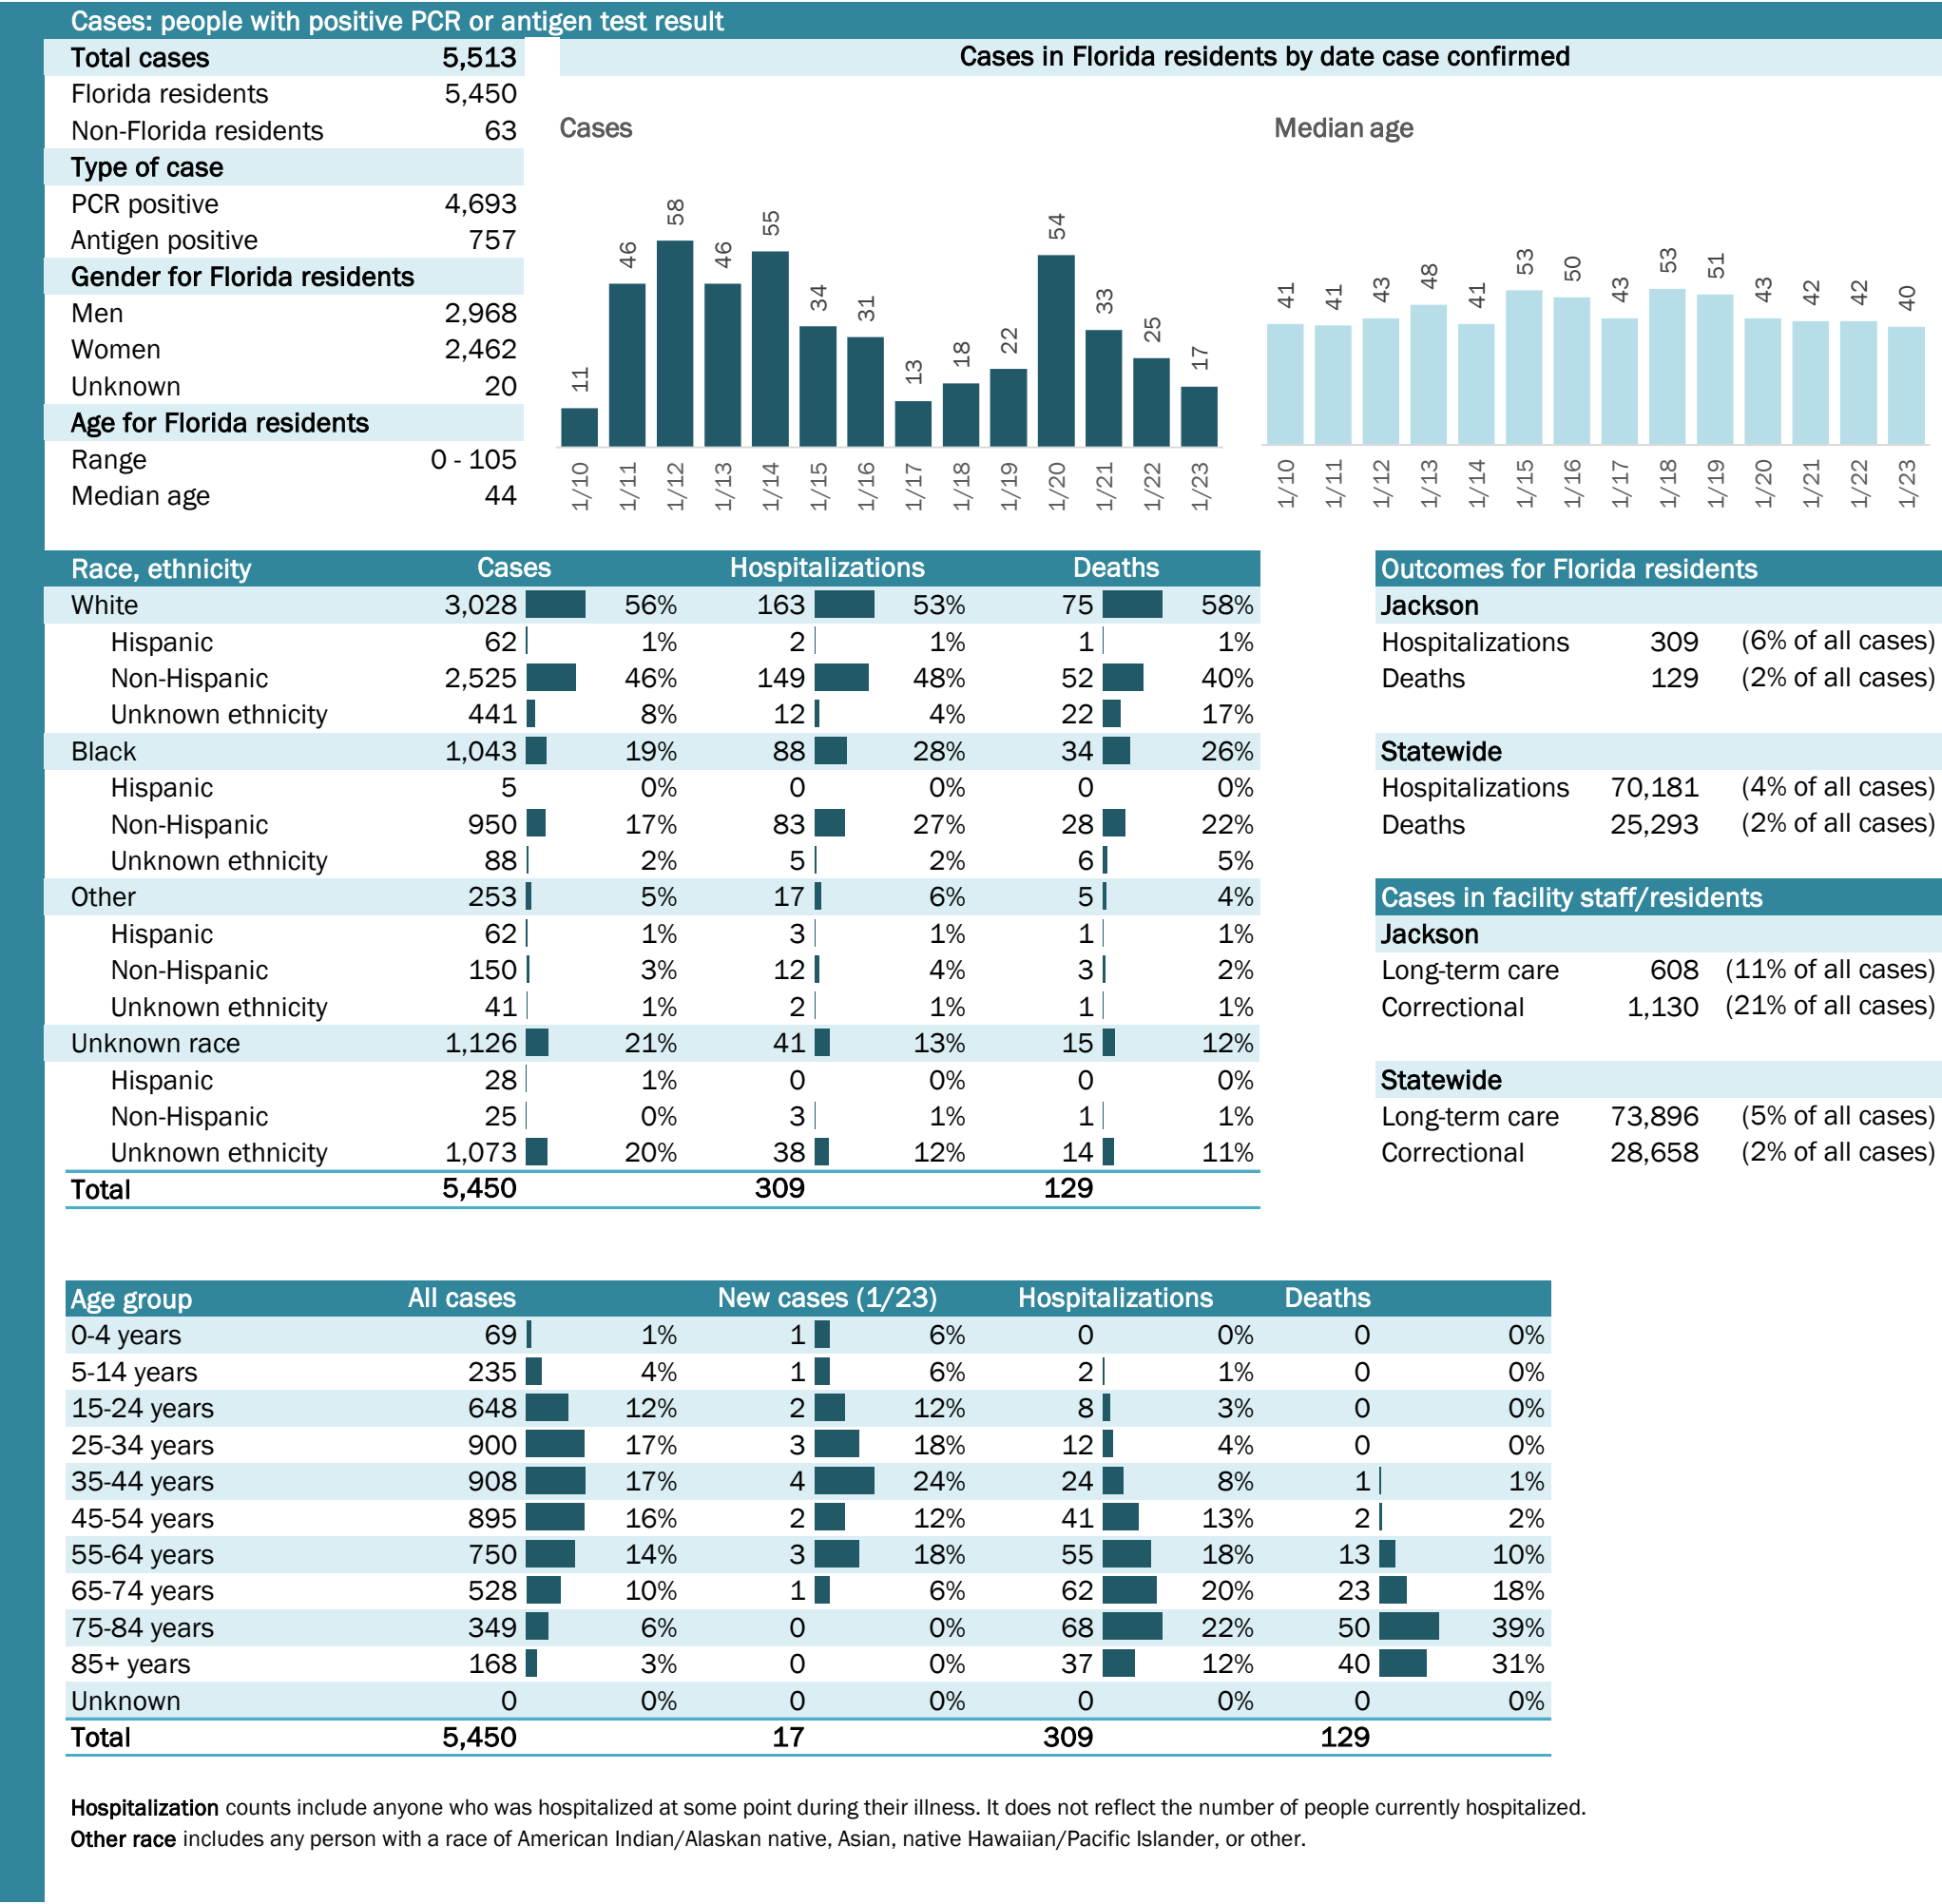 Cases: people with positive PCR or antigen test result
Total cases 5,513
Florida residents 5,450
Non-Florida residents 63
Type of case
PCR positive 4,693
Antigen positive 757
Gender for Florida residents
Men 2,968
Women 2,462
Unknown 20
Age for Florida residents
Range 0 - 105
Median age 44
Cases in Florida residents by date case confirmed
Cases
11 46 58 46 55 34 31 13 18 22 54 33 25 17
1/10 1/11 1/12 1/13 1/14 1/15 1/16 1/17 1/18 1/19 1/20 1/21 1/22 1/23
Median age
41 41 43 48 41 53 50 43 53 51 43 42 42 40
1/10 1/11 1/12 1/13 1/14 1/15 1/16 1/17 1/18 1/19 1/20 1/21 1/22 1/23
Race, ethnicity Cases Hospitalizations Deaths
White 3,028 56% 163 53% 75 58%
Hispanic 62 1% 2 1% 1 1%
Non-Hispanic 2,525 46% 149 48% 52 40%
Unknown ethnicity 441 8% 12 4% 22 17%
Black 1,043 19% 88 28% 34 26%
Hispanic 5 0% 0 0% 0 0%
Non-Hispanic 950 17% 83 27% 28 22%
Unknown ethnicity 88 2% 5 2% 6 5%
Other 253 5% 17 6% 5 4%
Hispanic 62 1% 3 1% 1 1%
Non-Hispanic 150 3% 12 4% 3 2%
Unknown ethnicity 41 1% 2 1% 1 1%
Unknown race 1,126 21% 41 13% 15 12%
Hispanic 28 1% 0 0% 0 0%
Non-Hispanic 25 0% 3 1% 1 1%
Unknown ethnicity 1,073 20% 38 12% 14 11%
Total 5,450 309 129
Outcomes for Florida residents
Jackson
Hospitalizations 309 (6% of all cases)
Deaths 129 (2% of all cases)
Statewide
Hospitalizations 70,181 (4% of all cases)
Deaths 25,293 (2% of all cases)
Cases in facility staff/residents
Jackson
Long-term care 608 (11% of all cases)
Correctional 1,130 (21% of all cases)
Statewide
Long-term care 73,896 (5% of all cases)
Correctional 28,658 (2% of all cases)
Age group All cases New cases (1/23) Hospitalizations Deaths
0-4 years 69 1% 1 6% 0 0% 0 0%
5-14 years 235 4% 1 6% 2 1% 0 0%
15-24 years 648 12% 2 12% 8 3% 0 0%
25-34 years 900 17% 3 18% 12 4% 0 0%
35-44 years 908 17% 4 24% 24 8% 1 1%
45-54 years 895 16% 2 12% 41 13% 2 2%
55-64 years 750 14% 3 18% 55 18% 13 10%
65-74 years 528 10% 1 6% 62 20% 23 18%
75-84 years 349 6% 0 0% 68 22% 50 39%
85+ years 168 3% 0 0% 37 12% 40 31%
Unknown 0 0% 0 0% 0 0% 0 0%
Total 5,450 17 309 129
Hospitalization counts include anyone who was hospitalized at some point during their illness. It does not reflect the number of people currently hospitalized.
Other race includes any person with a race of American Indian/Alaskan native, Asian, native Hawaiian/Pacific Islander, or other.